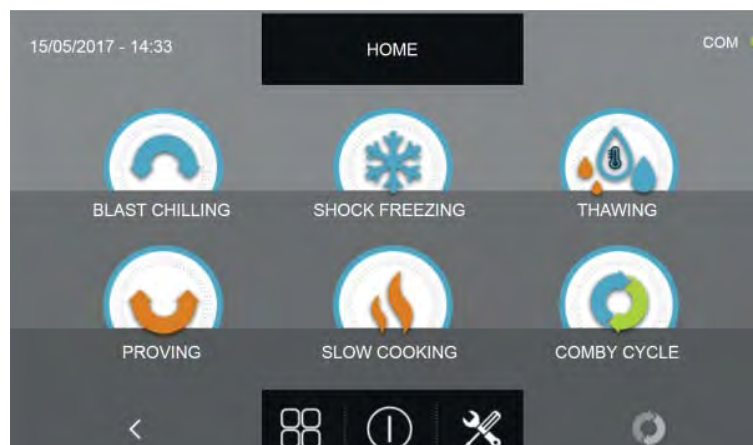 15/05/2017 - 14:33
HOME
COM
BLAST CHILLING
SHOCK FREEZING
THAWING
PROVING
SLOW COOKING
COMBY CYCLE